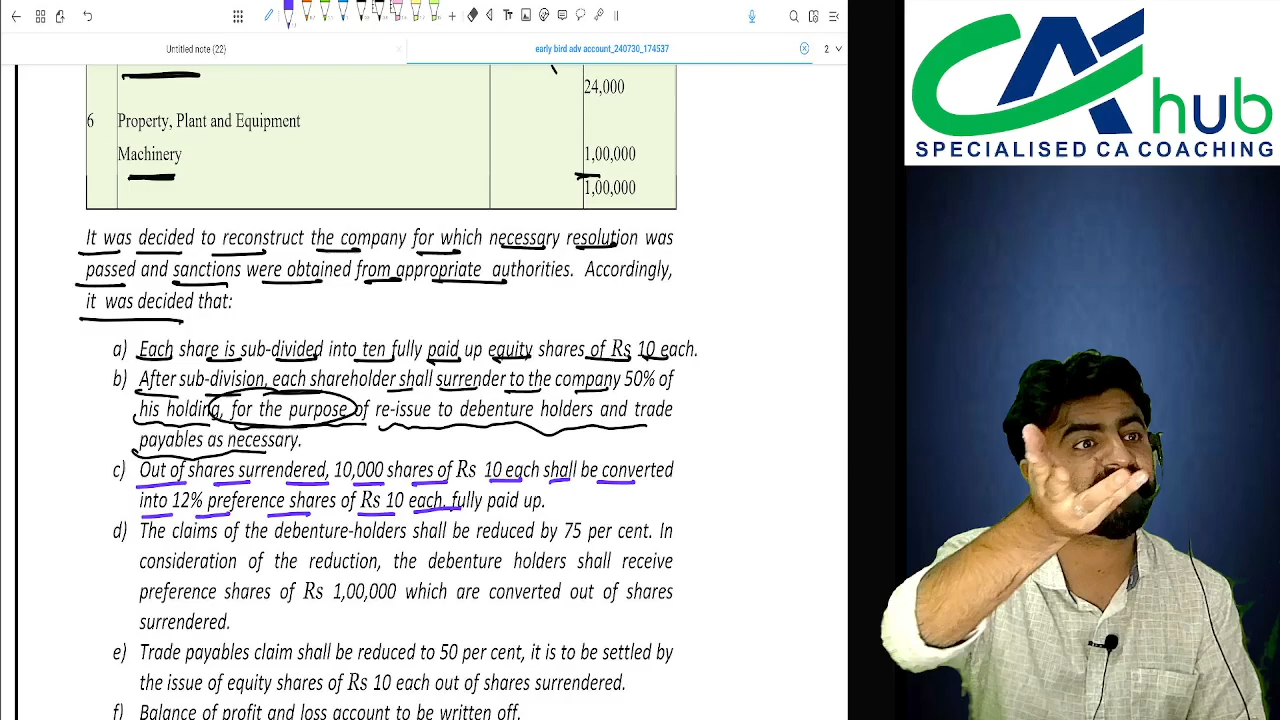 Untitled note (22)
early bird adv account_240730_174537
2
24,000
6 Property, Plant and Equipment
Machinery 1,00,000
1,00,000
It was decided to reconstruct the company for which necessary resolution was
passed and sanctions were obtained from appropriate authorities. Accordingly,
it was decided that:
a) Each share is sub-divided into ten fully paid up equity shares of Rs 10 each.
b) After sub-division, each shareholder shall surrender to the company 50% of
his holding, for the purpose of re-issue to debenture holders and trade
payables as necessary.
c) Out of shares surrendered, 10,000 shares of Rs 10 each shall be converted
into 12% preference shares of Rs 10 each, fully paid up.
d) The claims of the debenture-holders shall be reduced by 75 per cent. In
consideration of the reduction, the debenture holders shall receive
preference shares of Rs 1,00,000 which are converted out of shares
surrendered.
e) Trade payables claim shall be reduced to 50 per cent, it is to be settled by
the issue of equity shares of Rs 10 each out of shares surrendered.
f) Balance of profit and loss account to be written off.
CA hub
SPECIALISED CA COACHING